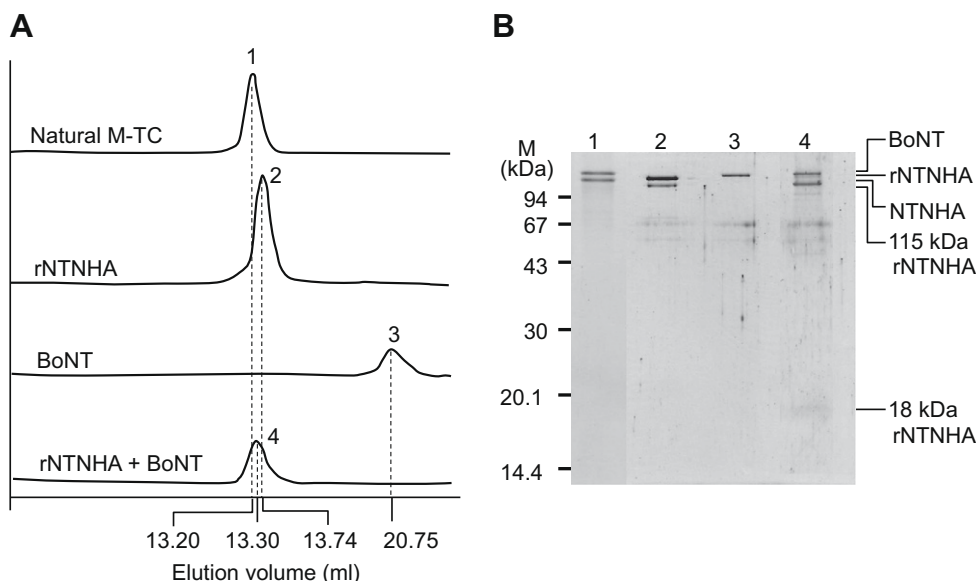 A
1
Natural M-TC
2
rNTNHA
3
BoNT
4
rNTNHA + BoNT
13.20 13.30 13.74 20.75
Elution volume (ml)
B
M
(kDa)
1 2 3 4
94
67
43
30
20.1
14.4
BoNT
rNTNHA
NTNHA
115 kDa
rNTNHA
18 kDa
rNTNHA